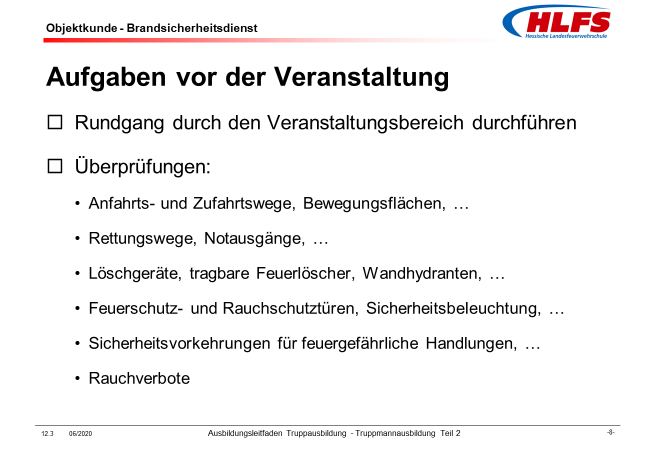 Objektkunde - Brandsicherheitsdienst
HLFS
Hessische Landesfeuerwehrschule
Aufgaben vor der Veranstaltung
Rundgang durch den Veranstaltungsbereich durchführen
Überprüfungen:
• Anfahrts- und Zufahrtswege, Bewegungsflächen, …
• Rettungswege, Notausgänge, …
• Löschgeräte, tragbare Feuerlöscher, Wandhydranten, …
• Feuerschutz- und Rauchschutztüren, Sicherheitsbeleuchtung, …
• Sicherheitsvorkehrungen für feuergefährliche Handlungen, …
• Rauchverbote
12.3 06/2020 Ausbildungsleitfaden Truppausbildung - Truppmannausbildung Teil 2 -8-